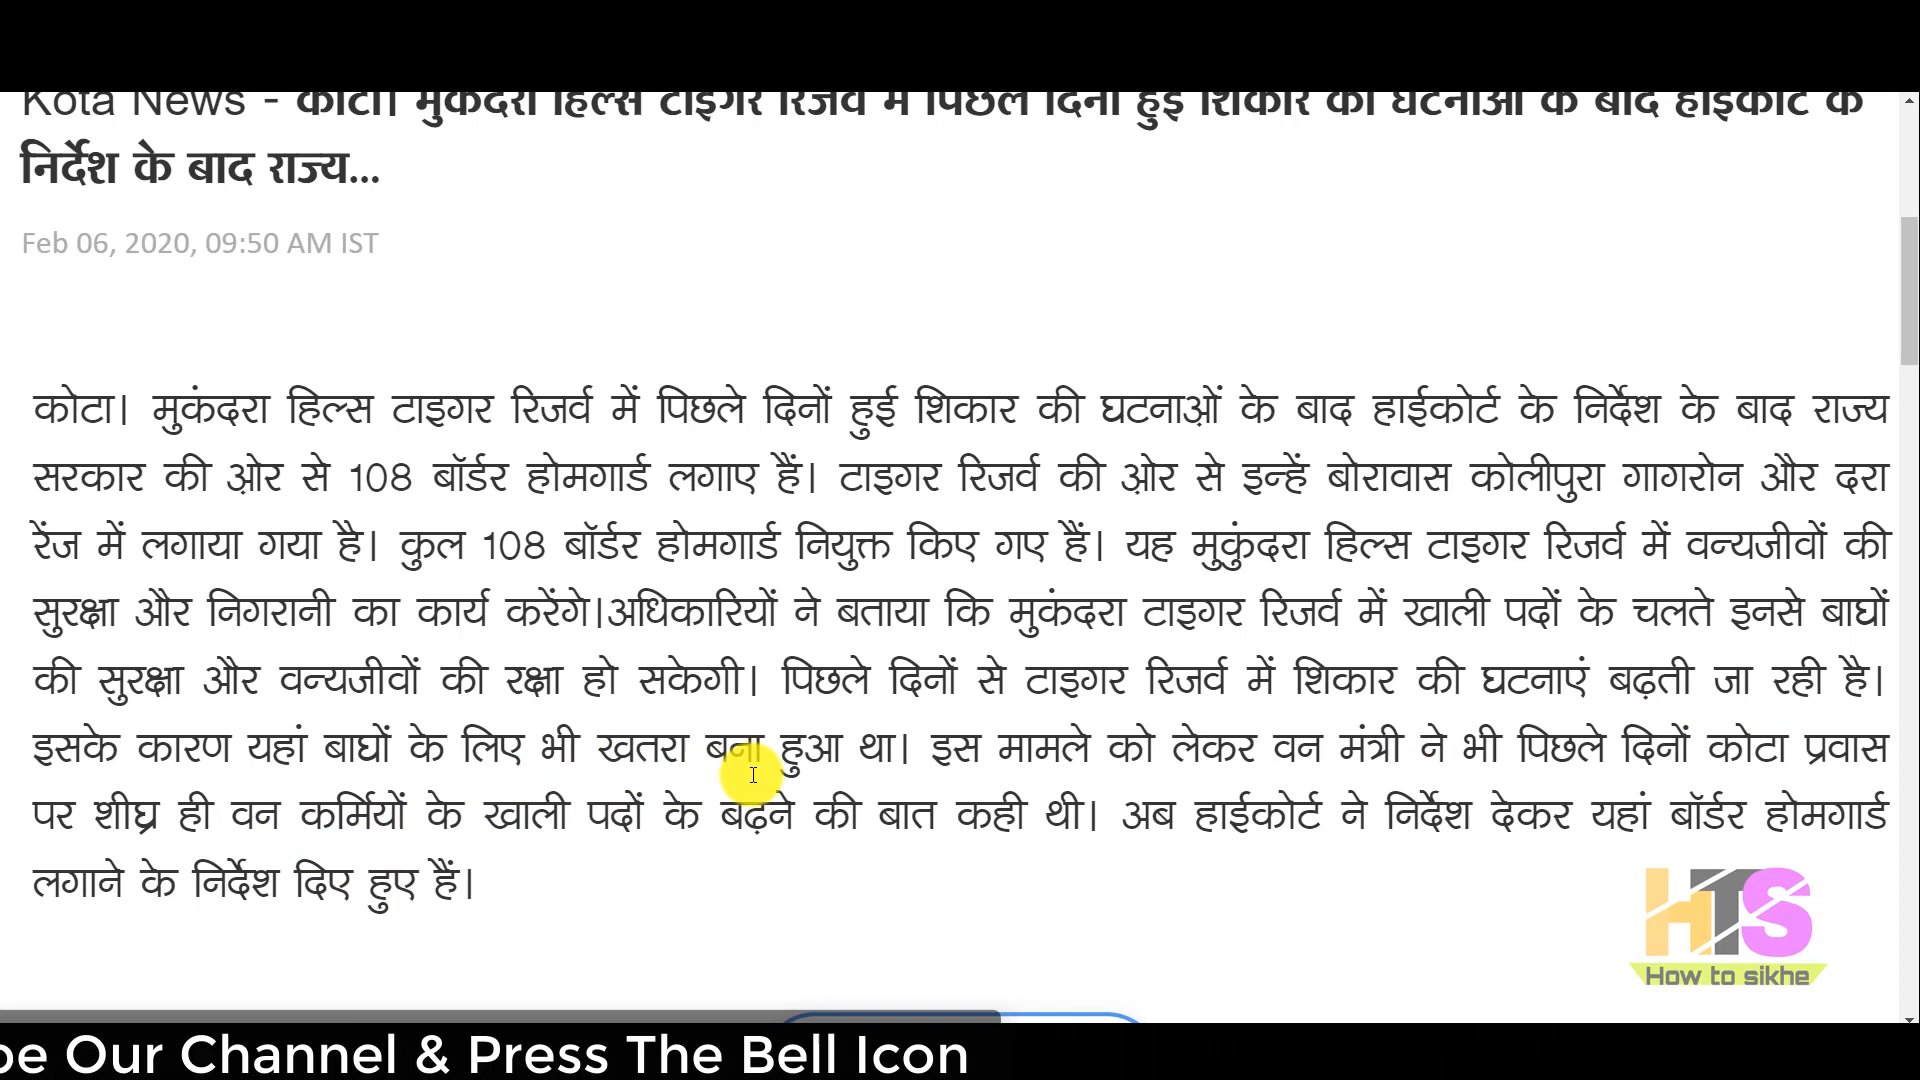 Kota News - कोटा। मुकंदरा हिल्स टाइगर रिजर्व में पिछले दिनों हुई शिकार की घटनाओं के बाद हाईकोर्ट के
निर्देश के बाद राज्य...
Feb 06, 2020, 09:50 AM IST
कोटा। मुकंदरा हिल्स टाइगर रिजर्व में पिछले दिनों हुई शिकार की घटनाओ़ं के बाद हाईकोर्ट के निर्देश के बाद राज्य
सरकार की ओ़र से 108 बॉर्डर होमगार्ड लगाए हैं। टाइगर रिजर्व की ओ़र से इन्हें बोरावास कोलीपुरा गागरोन और दरा
रेंज में लगाया गया है। कुल 108 बॉर्डर होमगार्ड नियुक्त किए गए हैं। यह मुकुंदरा हिल्स टाइगर रिजर्व में वन्यजीवों की
सुरक्षा और निगरानी का कार्य करेंगे।अधिकारियों ने बताया कि मुकंदरा टाइगर रिजर्व में खाली पदों के चलते इनसे बाघों
की सुरक्षा और वन्यजीवों की रक्षा हो सकेगी। पिछले दिनों से टाइगर रिजर्व में शिकार की घटनाएं बढ़ती जा रही है।
इसके कारण यहां बाघों के लिए भी खतरा बना हुआ था। इस मामले को लेकर वन मंत्री ने भी पिछले दिनों कोटा प्रवास
पर शीघ्र ही वन कर्मियों के खाली पदों के बढ़ने की बात कही थी। अब हाईकोर्ट ने निर्देश देकर यहां बॉर्डर होमगार्ड
लगाने के निर्देश दिए हुए हैं।
HTS
How to sikhe
be Our Channel & Press The Bell Icon